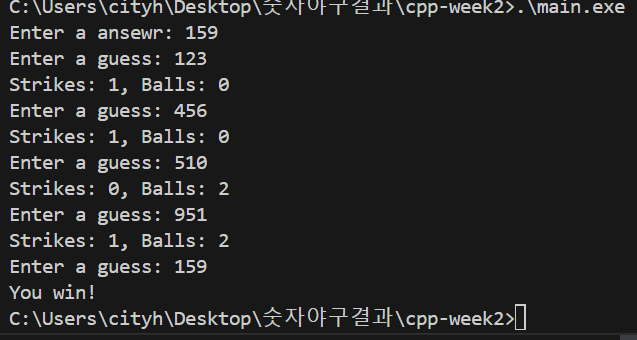 C:\Users\cityh\Desktop\숫자야구결과\cpp-week2>.\main.exe
Enter a ansewr: 159
Enter a guess: 123
Strikes: 1, Balls: 0
Enter a guess: 456
Strikes: 1, Balls: 0
Enter a guess: 510
Strikes: 0, Balls: 2
Enter a guess: 951
Strikes: 1, Balls: 2
Enter a guess: 159
You win!
C:\Users\cityh\Desktop\숫자야구결과\cpp-week2>